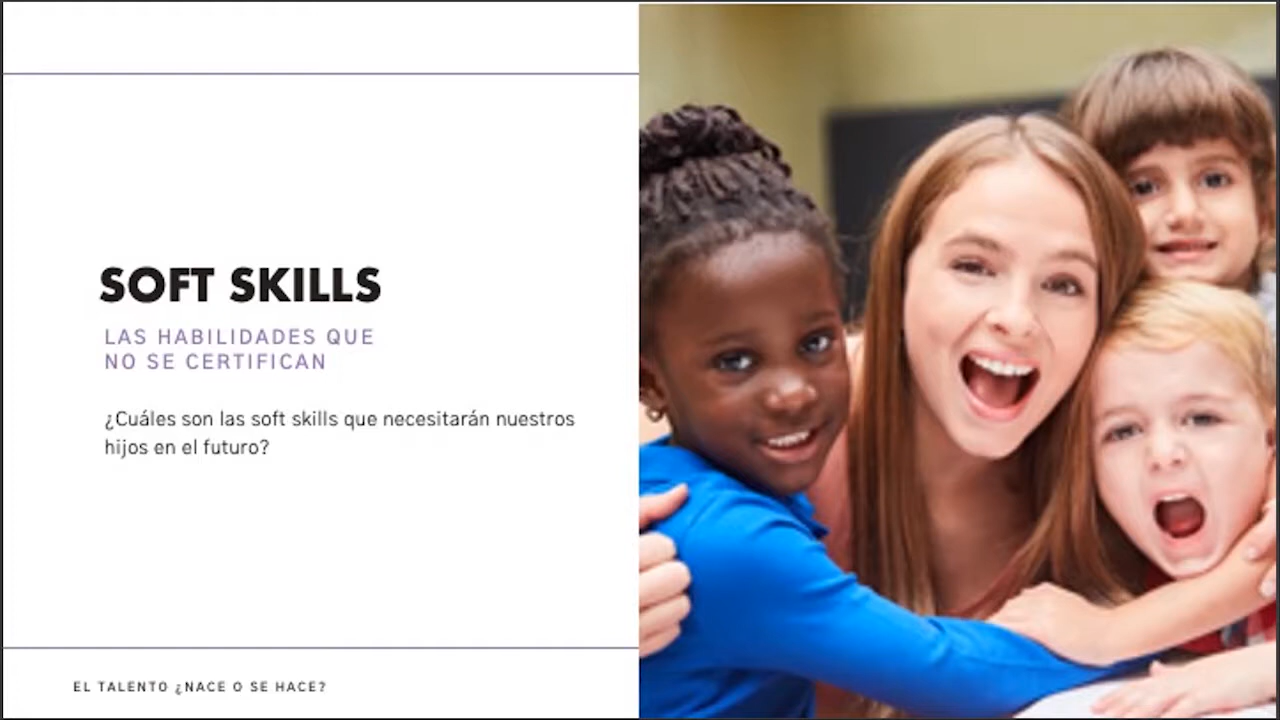 SOFT SKILLS
LAS HABILIDADES QUE
NO SE CERTIFICAN
¿Cuáles son las soft skills que necesitarán nuestros
hijos en el futuro?
EL TALENTO ¿NACE O SE HACE?